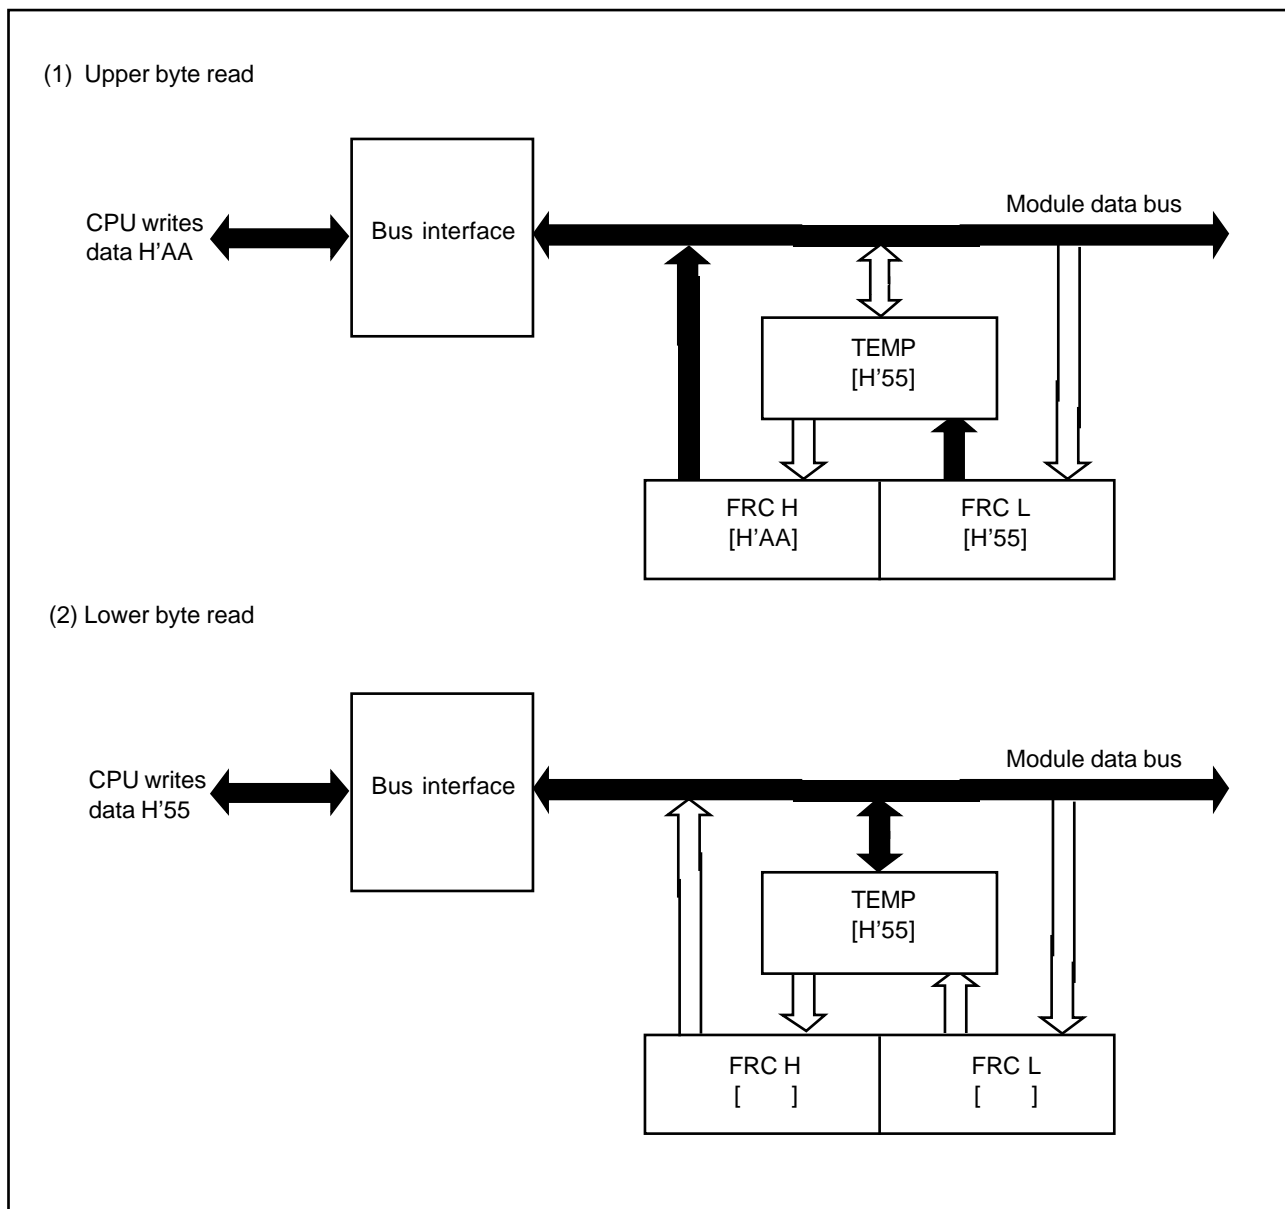 (1) Upper byte read
CPU writes
data H’AA
Bus interface
Module data bus
TEMP
[H’55]
FRC H
[H’AA]
FRC L
[H’55]
(2) Lower byte read
CPU writes
data H’55
Bus interface
Module data bus
TEMP
[H’55]
FRC H
[ ]
FRC L
[ ]